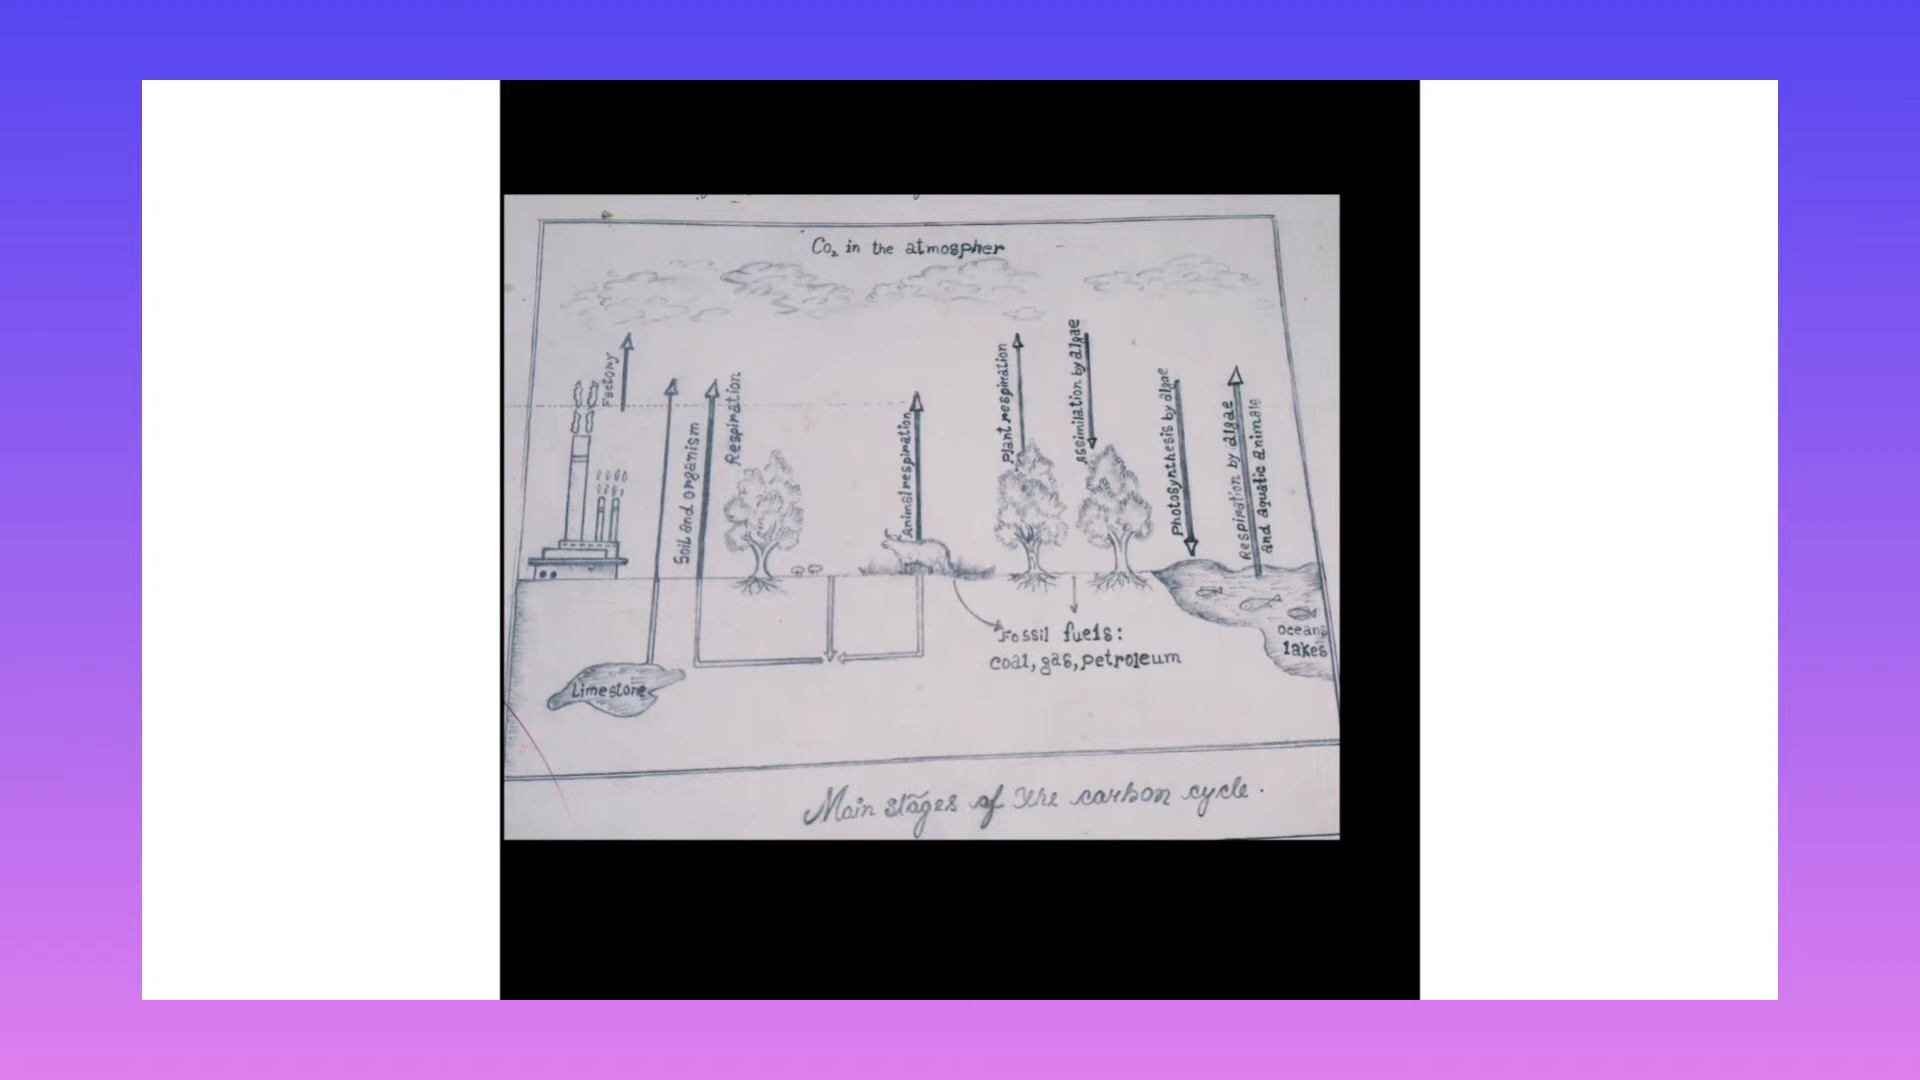 Co₂ in the atmospher
Factory
Soil and organism
Respiration
Animal respiration
Plant respiration
Assimilation by algae
Photosynthesis by algae
Respiration by algae
and aquatic animals
Limestone
Fossil fuels:
coal, gas, petroleum
oceans
lakes
Main stages of the carbon cycle.